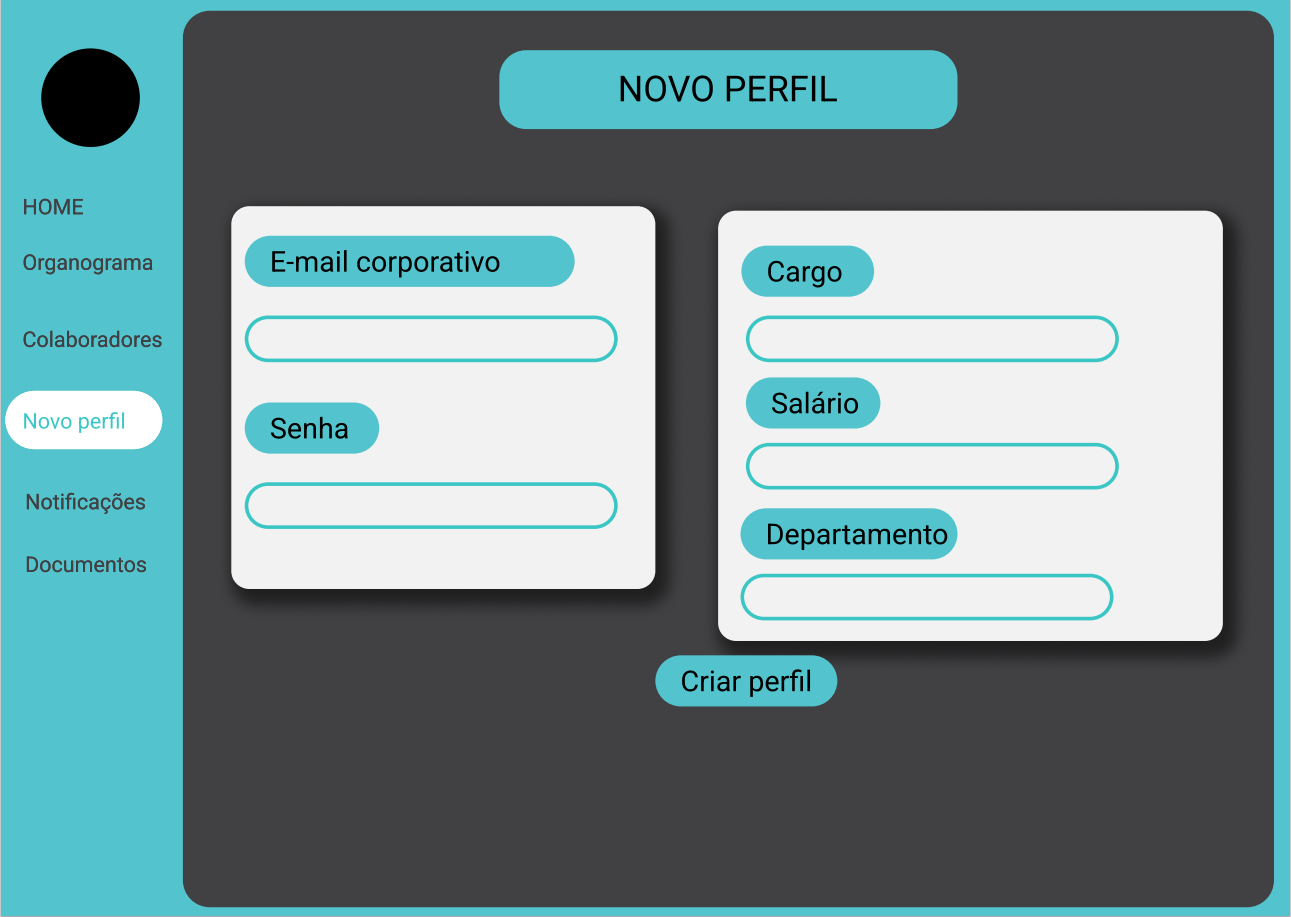 HOME
Organograma
Colaboradores
Novo perfil
Notificações
Documentos
NOVO PERFIL
E-mail corporativo
Senha
Cargo
Salário
Departamento
Criar perfil